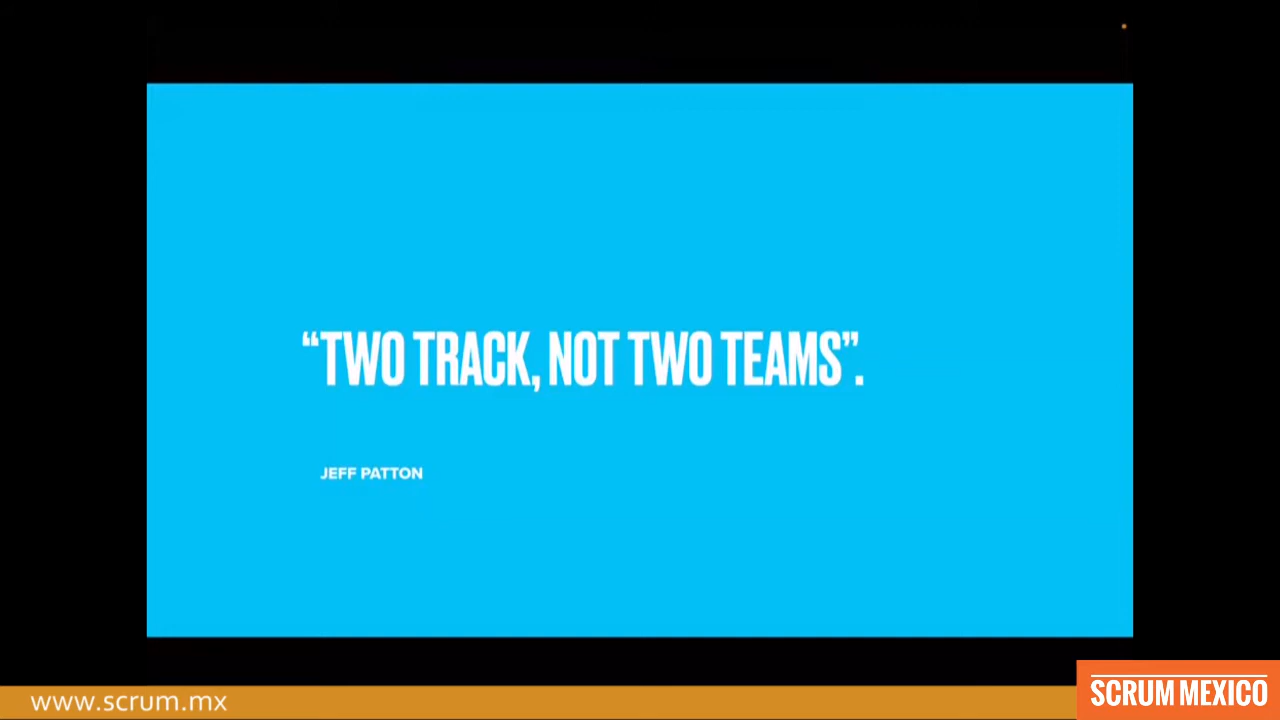 “TWO TRACK, NOT TWO TEAMS”.
JEFF PATTON
www.scrum.mx
SCRUM MEXICO